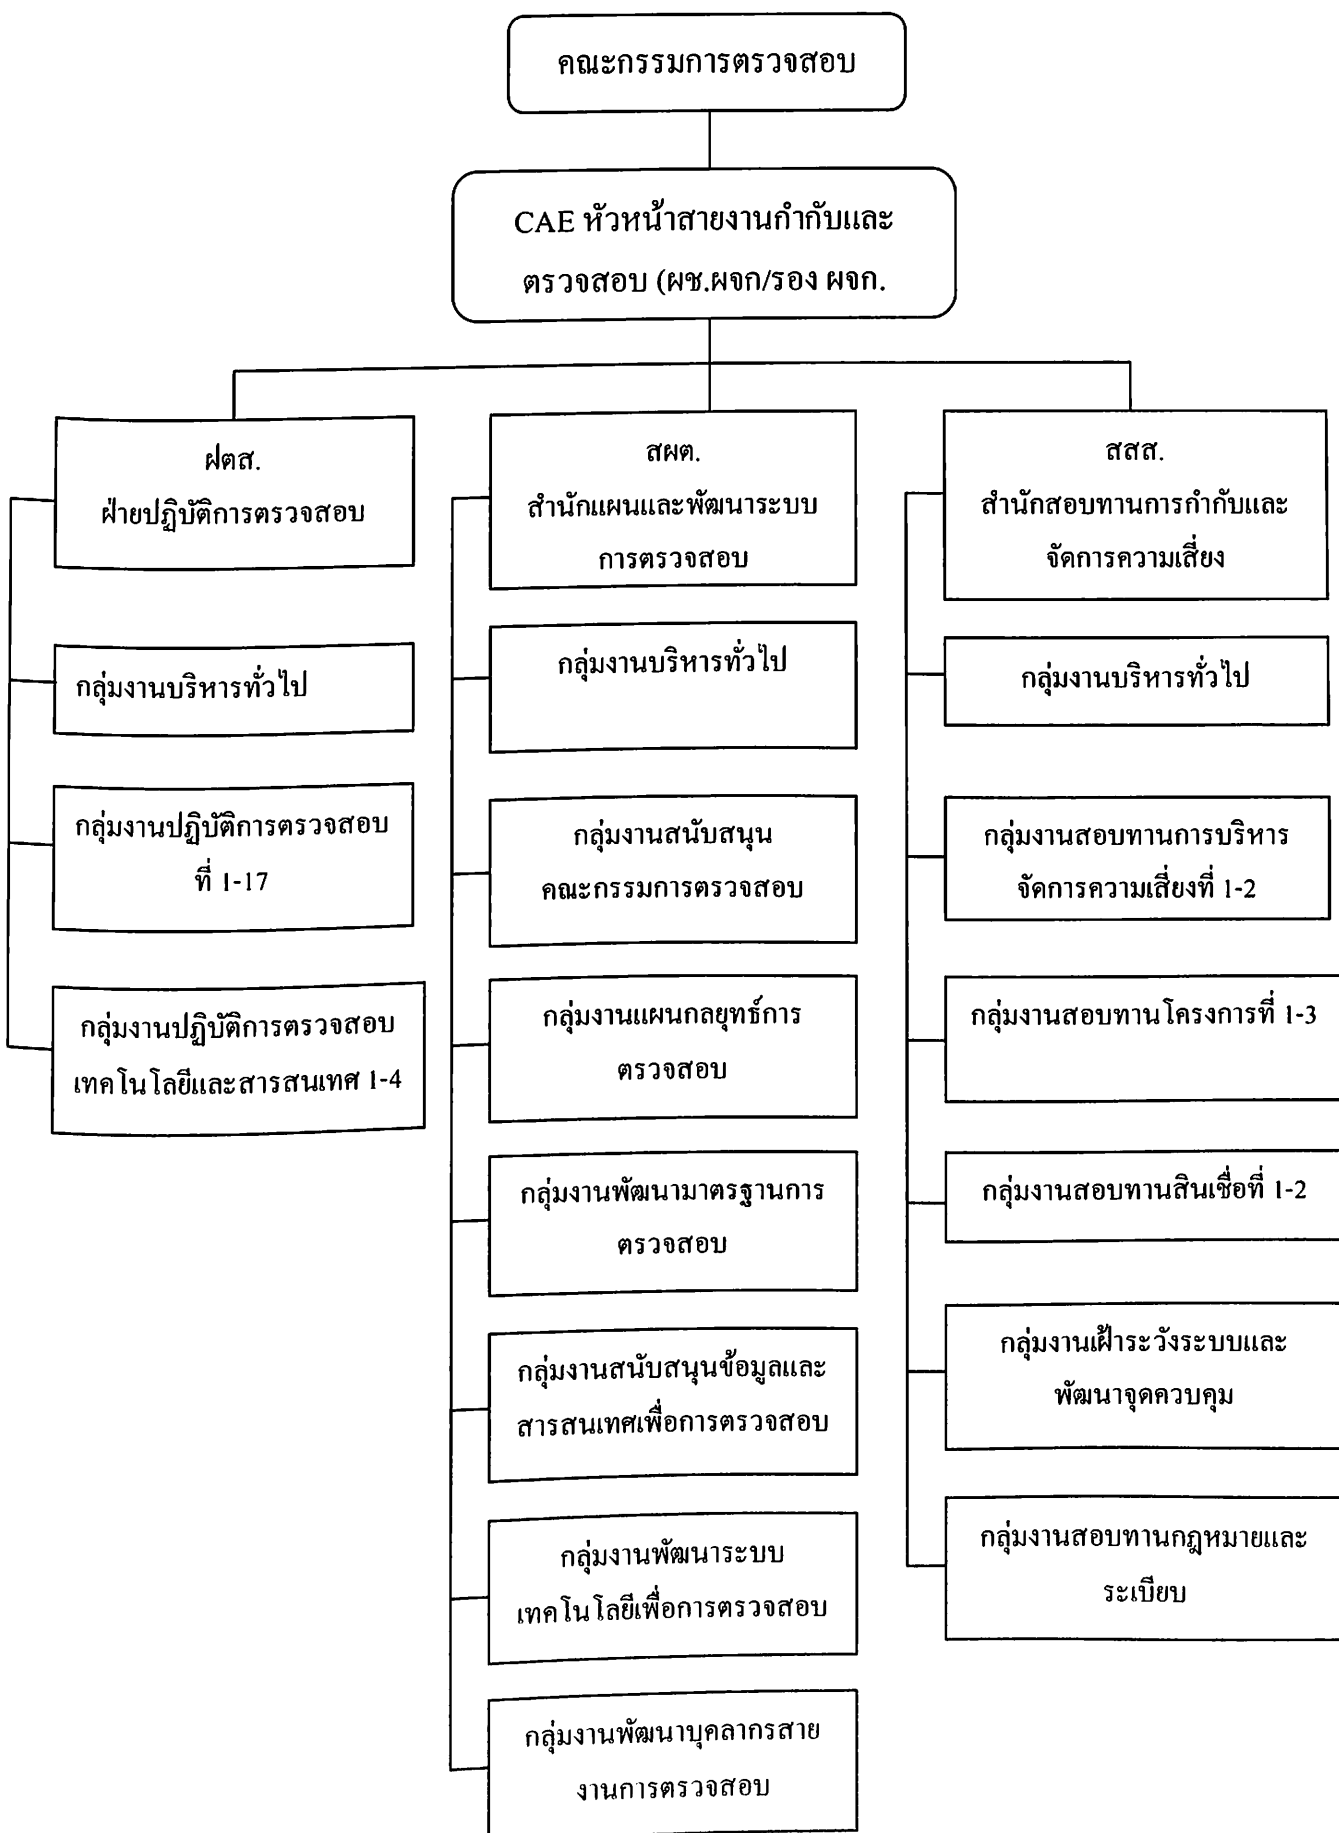 คณะกรรมการตรวจสอบ
CAE หัวหน้าสายงานกำกับและ
ตรวจสอบ (ผช.ผจก/รอง ผจก.
ฝตส.
ฝ่ายปฏิบัติการตรวจสอบ
กลุ่มงานบริหารทั่วไป
กลุ่มงานปฏิบัติการตรวจสอบ
ที่ 1-17
กลุ่มงานปฏิบัติการตรวจสอบ
เทคโนโลยีและสารสนเทศ 1-4
สผต.
สำนักแผนและพัฒนาระบบ
การตรวจสอบ
กลุ่มงานบริหารทั่วไป
กลุ่มงานสนับสนุน
คณะกรรมการตรวจสอบ
กลุ่มงานแผนกลยุทธ์การ
ตรวจสอบ
กลุ่มงานพัฒนามาตรฐานการ
ตรวจสอบ
กลุ่มงานสนับสนุนข้อมูลและ
สารสนเทศเพื่อการตรวจสอบ
กลุ่มงานพัฒนาระบบ
เทคโนโลยีเพื่อการตรวจสอบ
กลุ่มงานพัฒนาบุคลากรสาย
งานการตรวจสอบ
สสส.
สำนักสอบทานการกำกับและ
จัดการความเสี่ยง
กลุ่มงานบริหารทั่วไป
กลุ่มงานสอบทานการบริหาร
จัดการความเสี่ยงที่ 1-2
กลุ่มงานสอบทานโครงการที่ 1-3
กลุ่มงานสอบทานสินเชื่อที่ 1-2
กลุ่มงานเฝ้าระวังระบบและ
พัฒนาจุดควบคุม
กลุ่มงานสอบทานกฎหมายและ
ระเบียบ